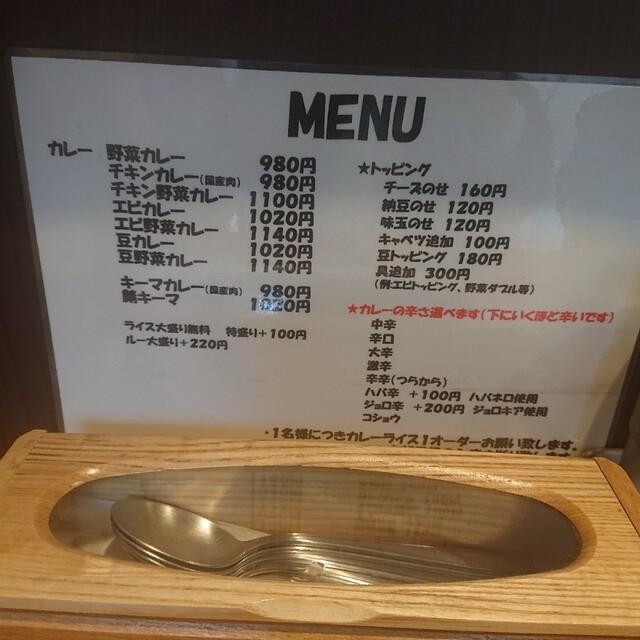 MENU
カレー 野菜カレー 980円
チキンカレー(国産肉) 980円
チキン野菜カレー 1100円
エビカレー 1020円
エビ野菜カレー 1140円
豆カレー 1020円
豆野菜カレー 1140円
キーマカレー(国産肉) 980円
鯖キーマ 1020円
ライス大盛り無料 特盛り+100円
ルー大盛り+220円
★トッピング
チーズのせ 160円
納豆のせ 120円
味玉のせ 120円
キャベツ追加 100円
豆トッピング 180円
具追加 300円
(例:エビトッピング、野菜ダブル等)
★カレーの辛さ選べます(下にいくほど辛いです)
中辛
辛口
大辛
激辛
辛辛(つらから)
ハバ辛 +100円 ハバネロ使用
ジョロ辛 +200円 ジョロキア使用
コショウ
・1名様につきカレーライス1オーダーお願い致します。